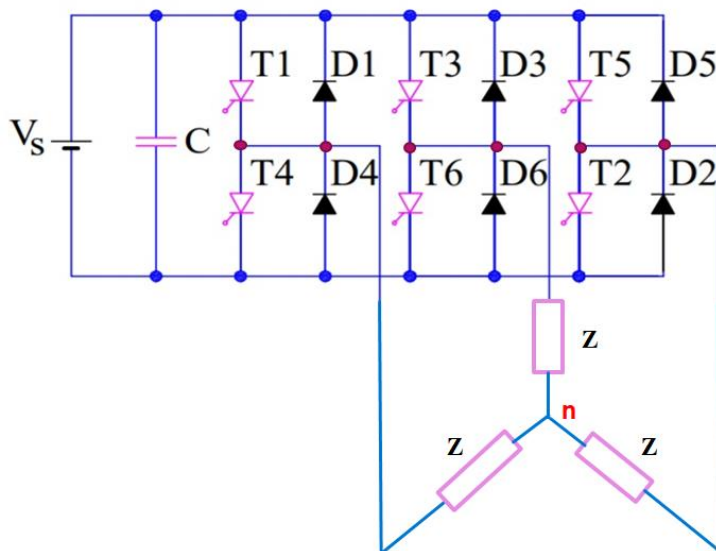 T1 D1 T3 D3 T5 D5
Vs C
T4 D4 T6 D6 T2 D2
z
n
z z